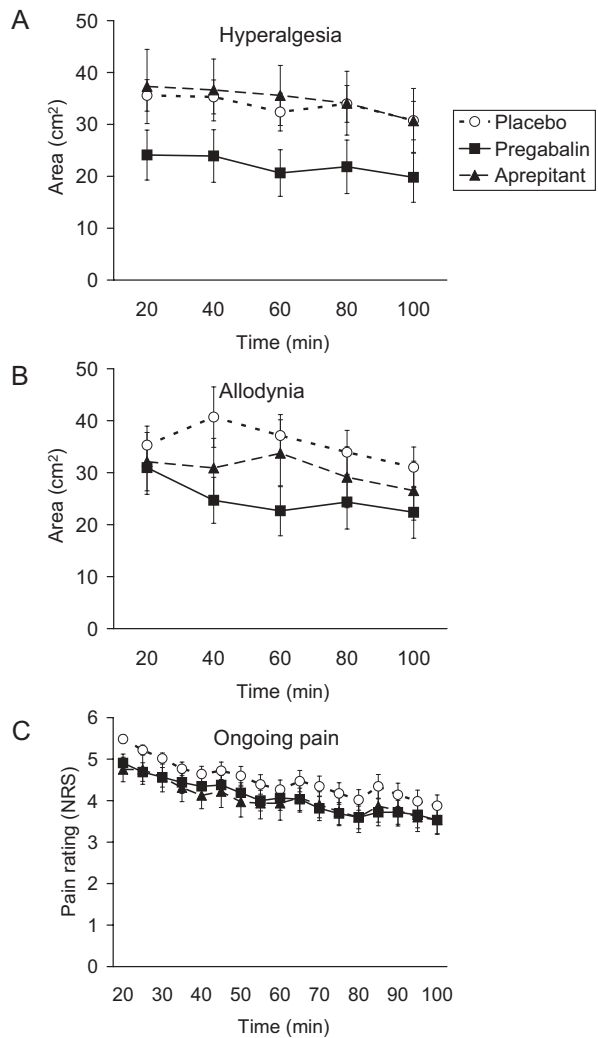 A
Hyperalgesia
50
40
30
20
10
0
Area (cm²)
20 40 60 80 100
Time (min)
Placebo
Pregabalin
Aprepitant
B
Allodynia
50
40
30
20
10
0
Area (cm²)
20 40 60 80 100
Time (min)
C
Ongoing pain
6
5
4
3
2
1
0
Pain rating (NRS)
20 30 40 50 60 70 80 90 100
Time (min)